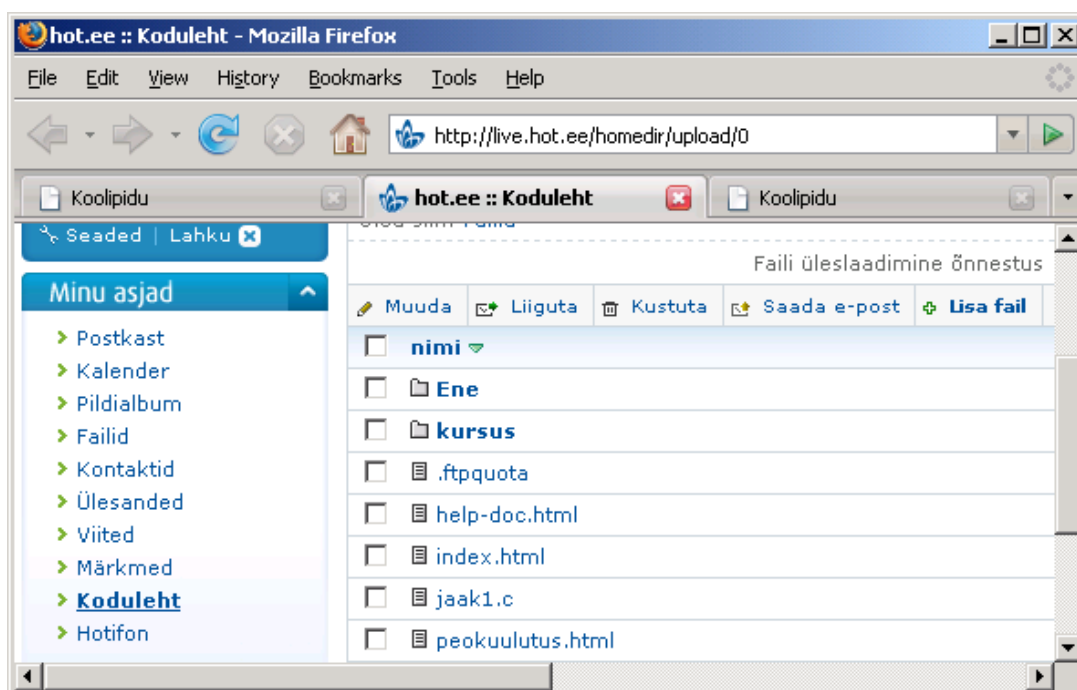 hot.ee :: Koduleht - Mozilla Firefox
File Edit View History Bookmarks Tools Help
http://live.hot.ee/homedir/upload/0
Koolipidu hot.ee :: Koduleht Koolipidu
Seaded | Lahku
Minu asjad
Postkast
Kalender
Pildialbum
Failid
Kontaktid
Ülesanded
Viited
Märkmed
Koduleht
Hotifon
Faili üleslaadimine õnnestus
Muuda Liiguta Kustuta Saada e-post Lisa fail
nimi
Ene
kursus
.ftpquota
help-doc.html
index.html
jaak1.c
peokuulutus.html